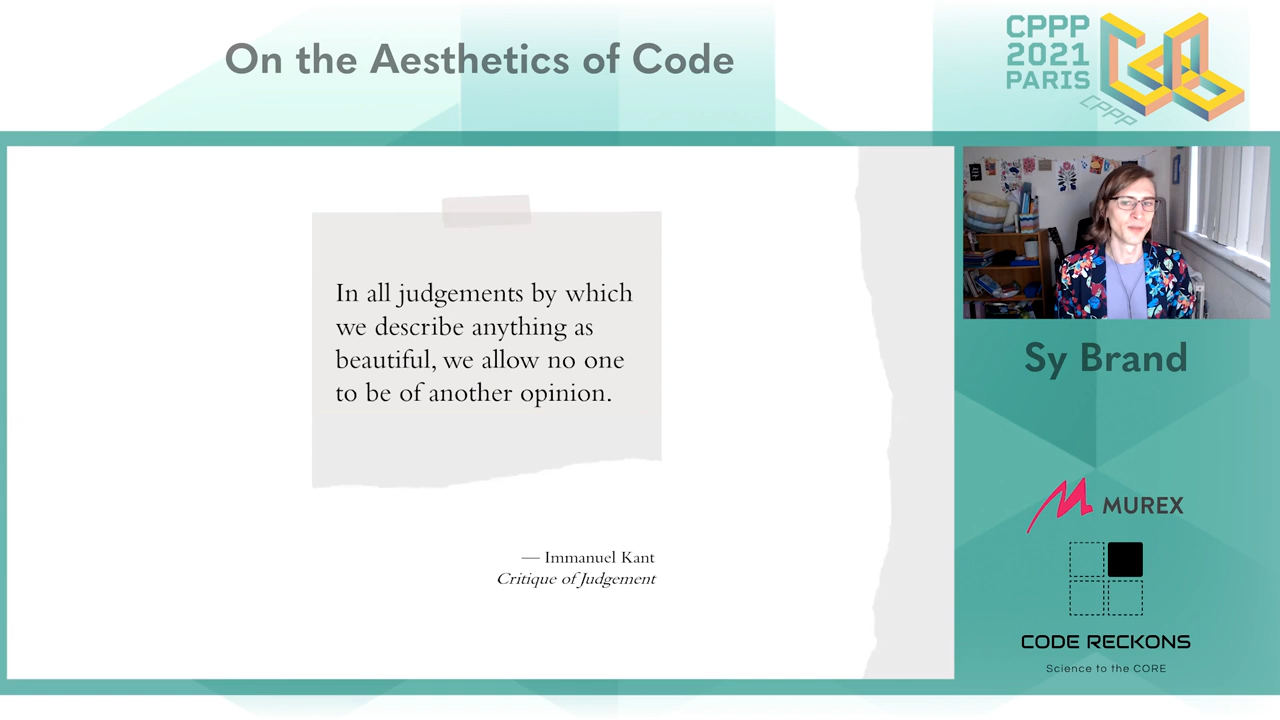 On the Aesthetics of Code
CPPP
2021
PARIS
CPPP
In all judgements by which
we describe anything as
beautiful, we allow no one
to be of another opinion.
— Immanuel Kant
Critique of Judgement
Sy Brand
MUREX
CODE RECKONS
Science to the CORE